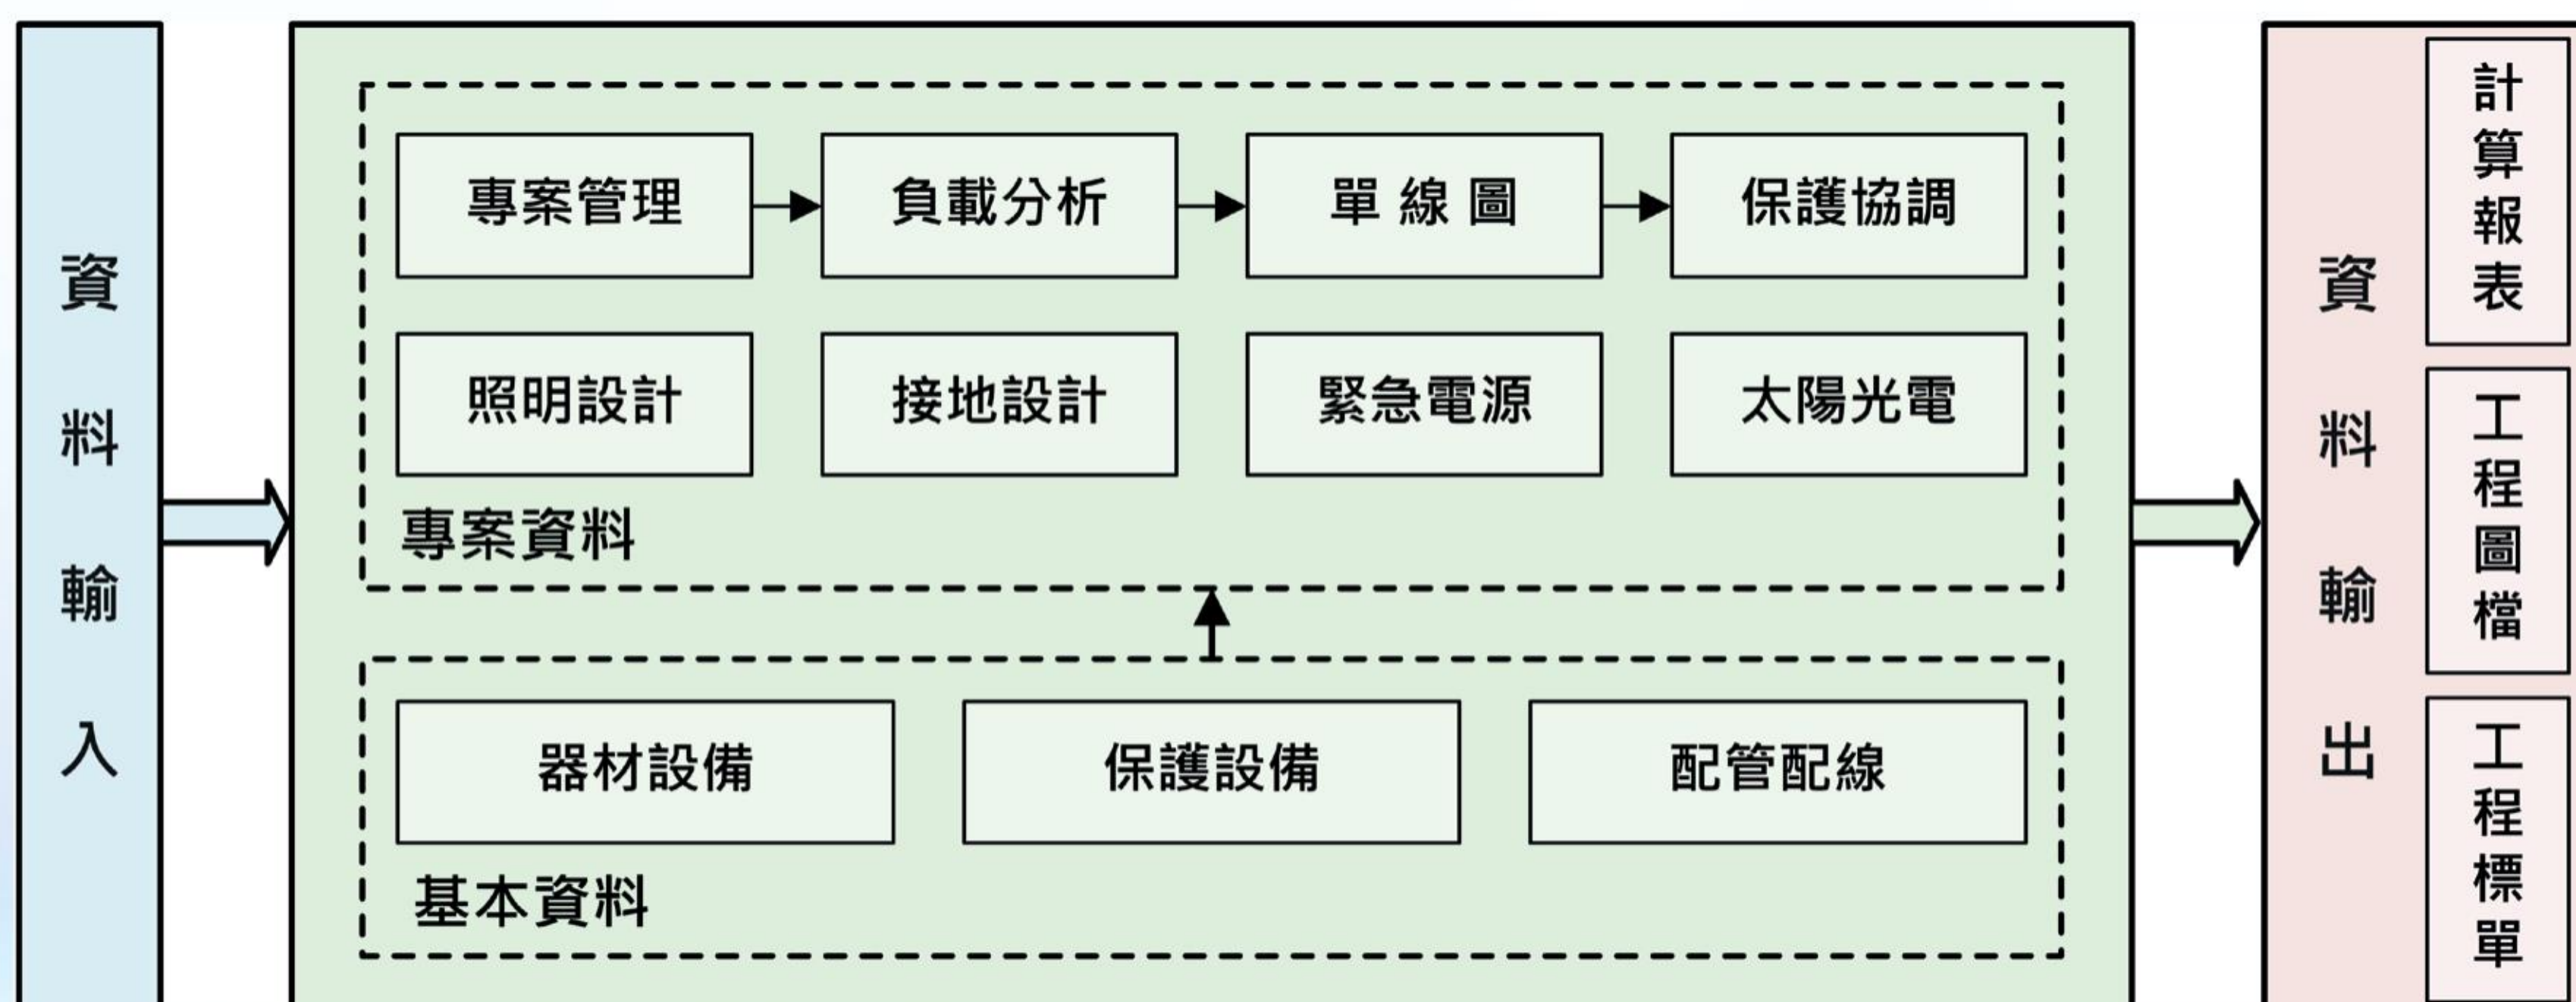 資料輸入
專案管理
負載分析
單線圖
保護協調
照明設計
接地設計
緊急電源
太陽光電
專案資料
器材設備
保護設備
配管配線
基本資料
資料輸出
計算報表
工程圖檔
工程標單